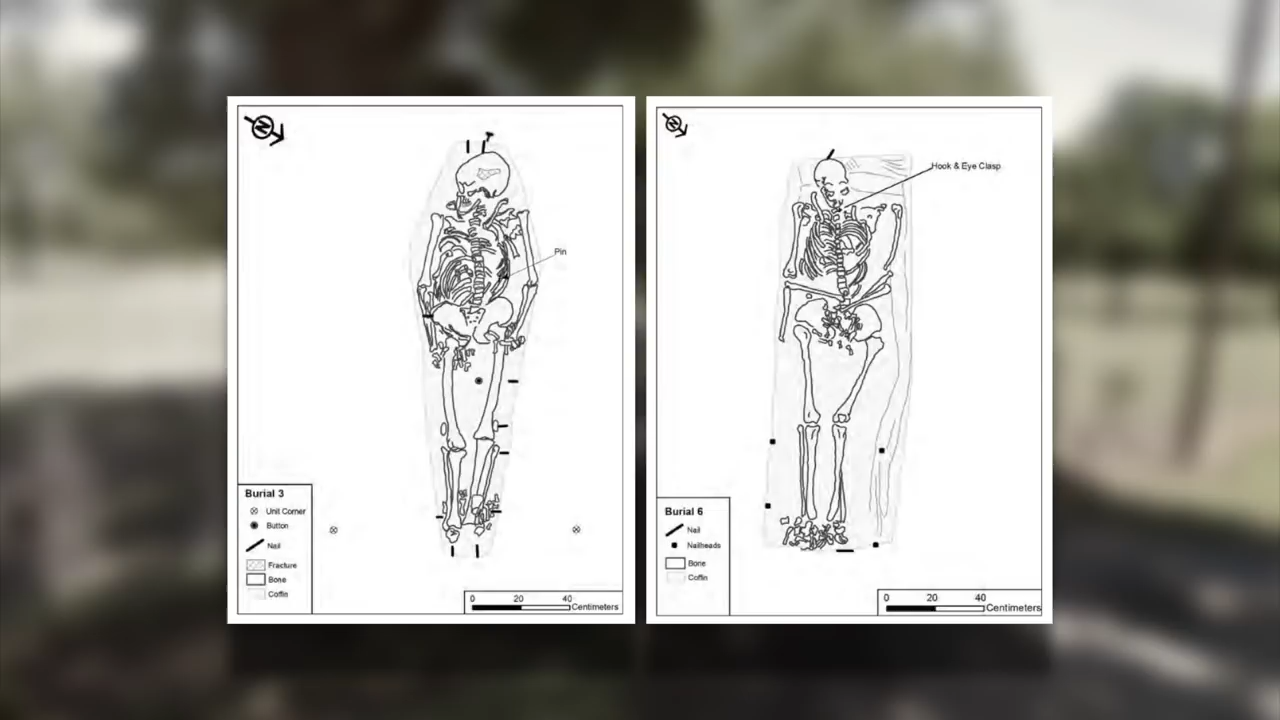 N
Pin
Burial 3
Unit Corner
Button
Nail
Fracture
Bone
Coffin
0 20 40
Centimeters
N
Hook & Eye Clasp
Burial 6
Nail
Nailheads
Bone
Coffin
0 20 40
Centimeters